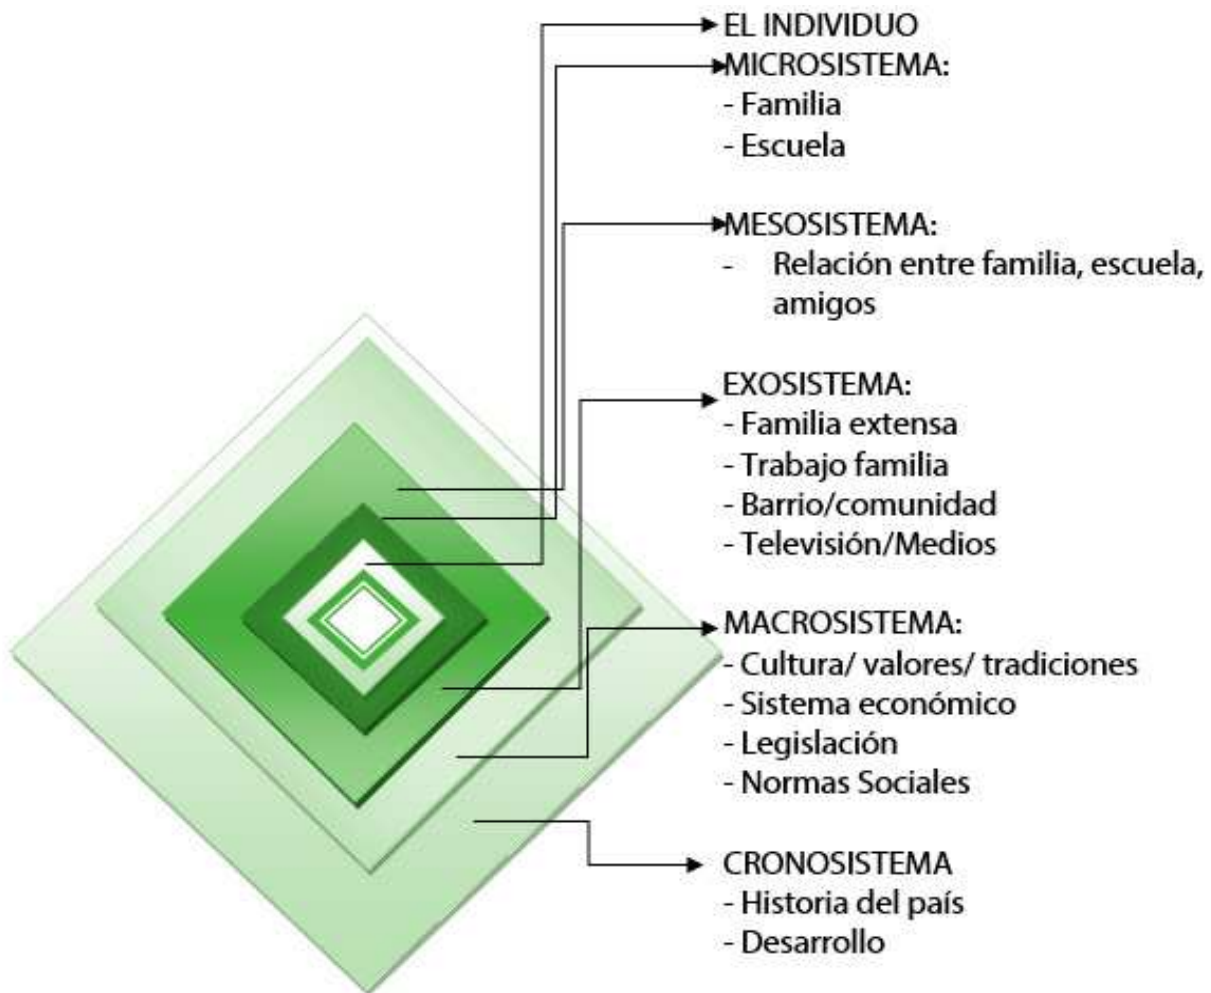 EL INDIVIDUO
MICROSISTEMA:
- Familia
- Escuela
MESOSISTEMA:
- Relación entre familia, escuela,
amigos
EXOSISTEMA:
- Familia extensa
- Trabajo familia
- Barrio/comunidad
- Televisión/Medios
MACROSISTEMA:
- Cultura/ valores/ tradiciones
- Sistema económico
- Legislación
- Normas Sociales
CRONOSISTEMA
- Historia del país
- Desarrollo